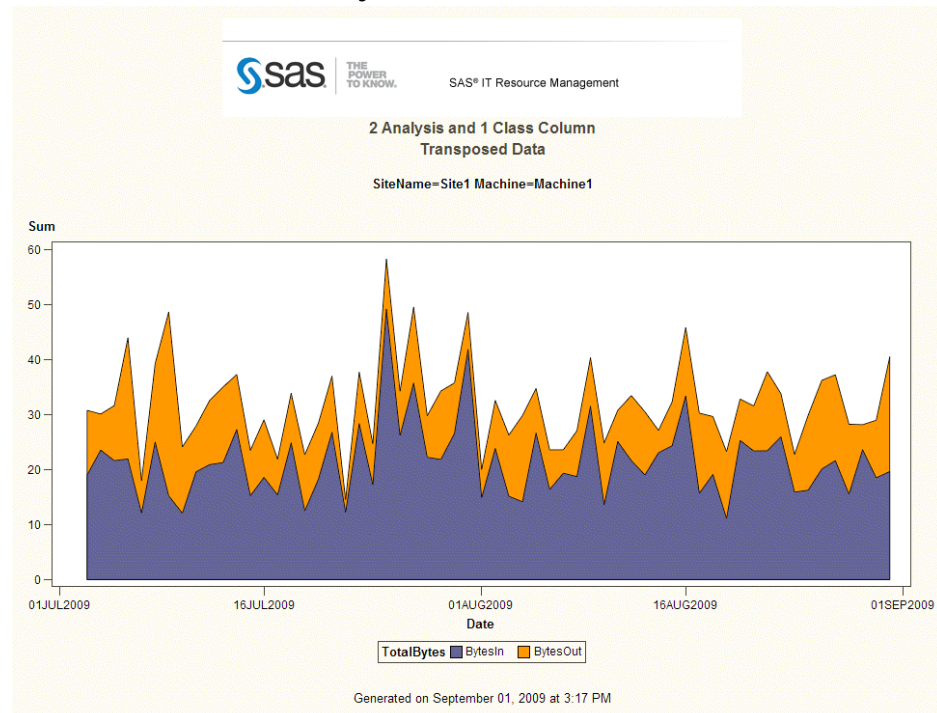 sas THE POWER TO KNOW. SAS® IT Resource Management
2 Analysis and 1 Class Column
Transposed Data
SiteName=Site1 Machine=Machine1
Sum
60
50
40
30
20
10
0
01JUL2009 16JUL2009 01AUG2009 16AUG2009 01SEP2009
Date
TotalBytes BytesIn BytesOut
Generated on September 01, 2009 at 3:17 PM